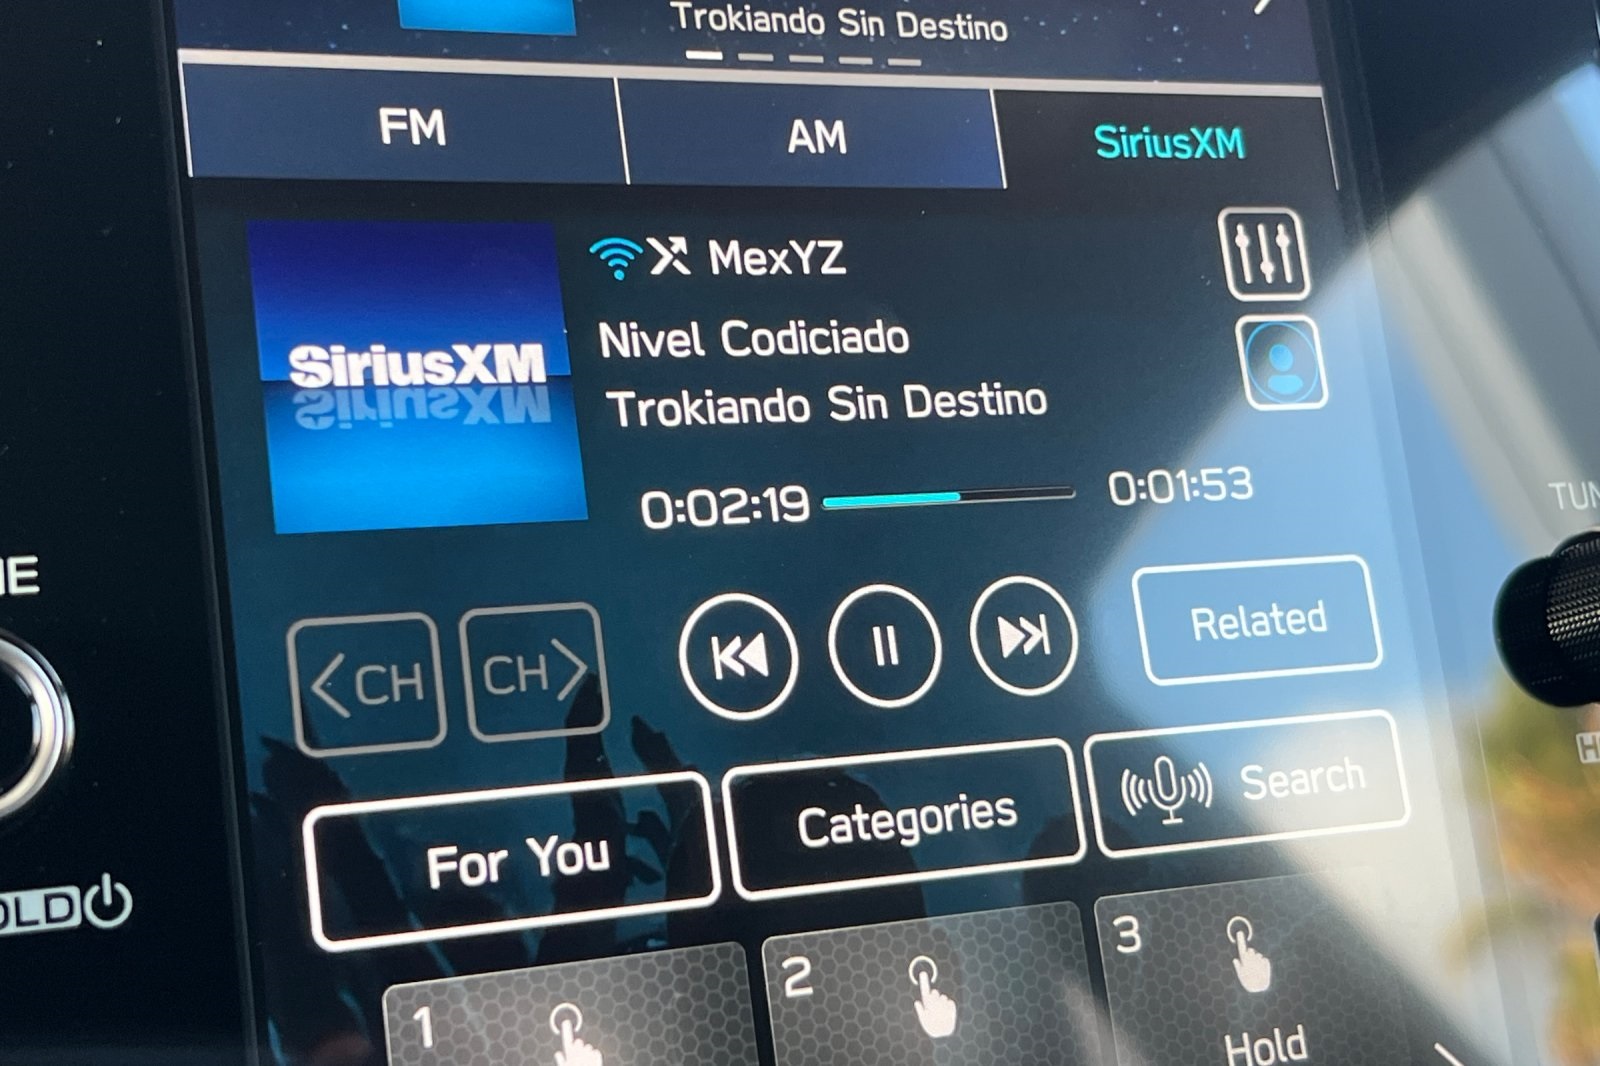 Trokiando Sin Destino
FM
AM
SiriusXM
SiriusXM
MexYZ
Nivel Codiciado
Trokiando Sin Destino
0:02:19
0:01:53
<CH
CH>
Related
For You
Categories
Search
1
2
3
Hold